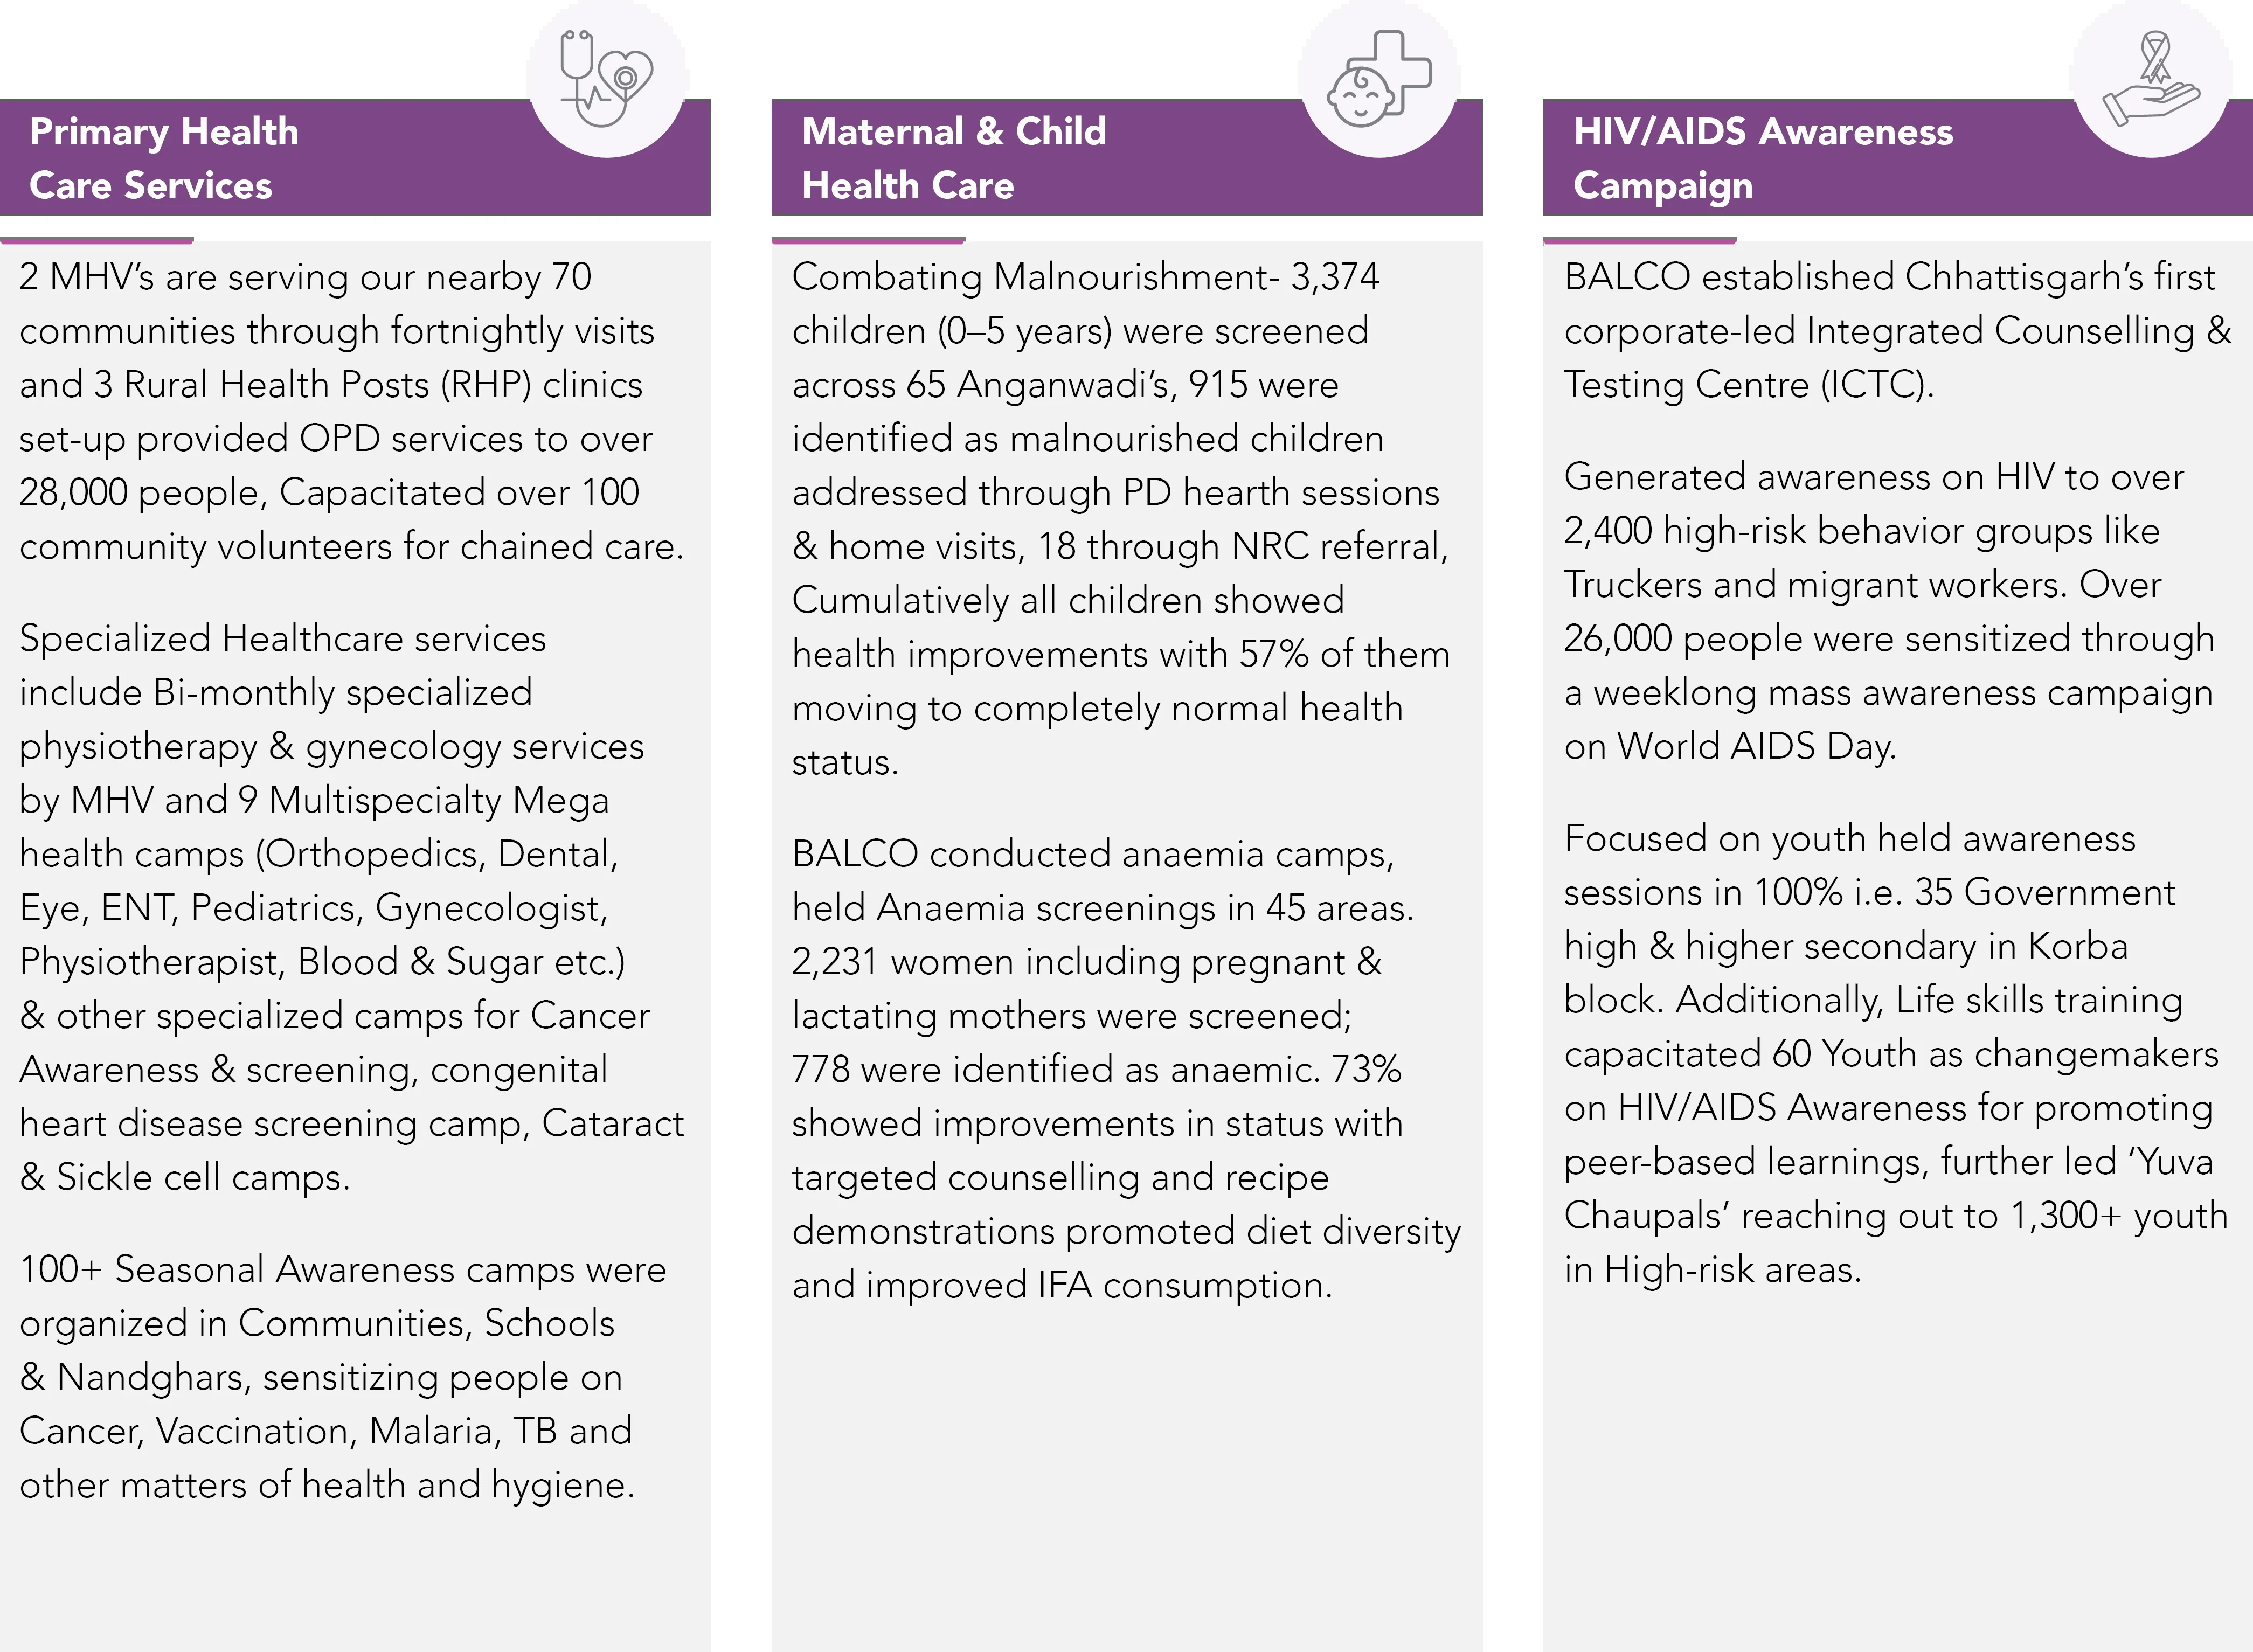 Primary Health
Care Services
2 MHV’s are serving our nearby 70
communities through fortnightly visits
and 3 Rural Health Posts (RHP) clinics
set-up provided OPD services to over
28,000 people, Capacitated over 100
community volunteers for chained care.
Specialized Healthcare services
include Bi-monthly specialized
physiotherapy & gynecology services
by MHV and 9 Multispecialty Mega
health camps (Orthopedics, Dental,
Eye, ENT, Pediatrics, Gynecologist,
Physiotherapist, Blood & Sugar etc.)
& other specialized camps for Cancer
Awareness & screening, congenital
heart disease screening camp, Cataract
& Sickle cell camps.
100+ Seasonal Awareness camps were
organized in Communities, Schools
& Nandghars, sensitizing people on
Cancer, Vaccination, Malaria, TB and
other matters of health and hygiene.
Maternal & Child
Health Care
Combating Malnourishment- 3,374
children (0–5 years) were screened
across 65 Anganwadi’s, 915 were
identified as malnourished children
addressed through PD hearth sessions
& home visits, 18 through NRC referral,
Cumulatively all children showed
health improvements with 57% of them
moving to completely normal health
status.
BALCO conducted anaemia camps,
held Anaemia screenings in 45 areas.
2,231 women including pregnant &
lactating mothers were screened;
778 were identified as anaemic. 73%
showed improvements in status with
targeted counselling and recipe
demonstrations promoted diet diversity
and improved IFA consumption.
HIV/AIDS Awareness
Campaign
BALCO established Chhattisgarh’s first
corporate-led Integrated Counselling &
Testing Centre (ICTC).
Generated awareness on HIV to over
2,400 high-risk behavior groups like
Truckers and migrant workers. Over
26,000 people were sensitized through
a weeklong mass awareness campaign
on World AIDS Day.
Focused on youth held awareness
sessions in 100% i.e. 35 Government
high & higher secondary in Korba
block. Additionally, Life skills training
capacitated 60 Youth as changemakers
on HIV/AIDS Awareness for promoting
peer-based learnings, further led ‘Yuva
Chaupals’ reaching out to 1,300+ youth
in High-risk areas.